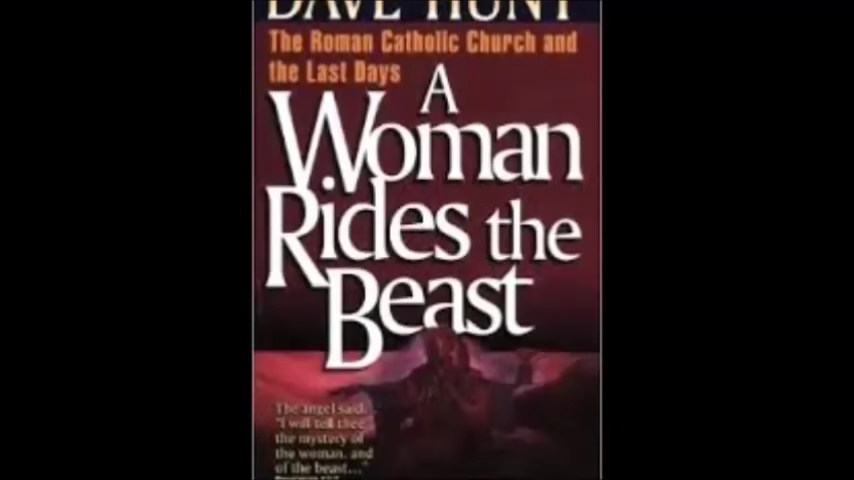 DAVE HUNT
The Roman Catholic Church and
the Last Days
A
Woman
Rides the
Beast
The angel said,
"I will tell thee
the mystery of
the woman, and
of the beast..."